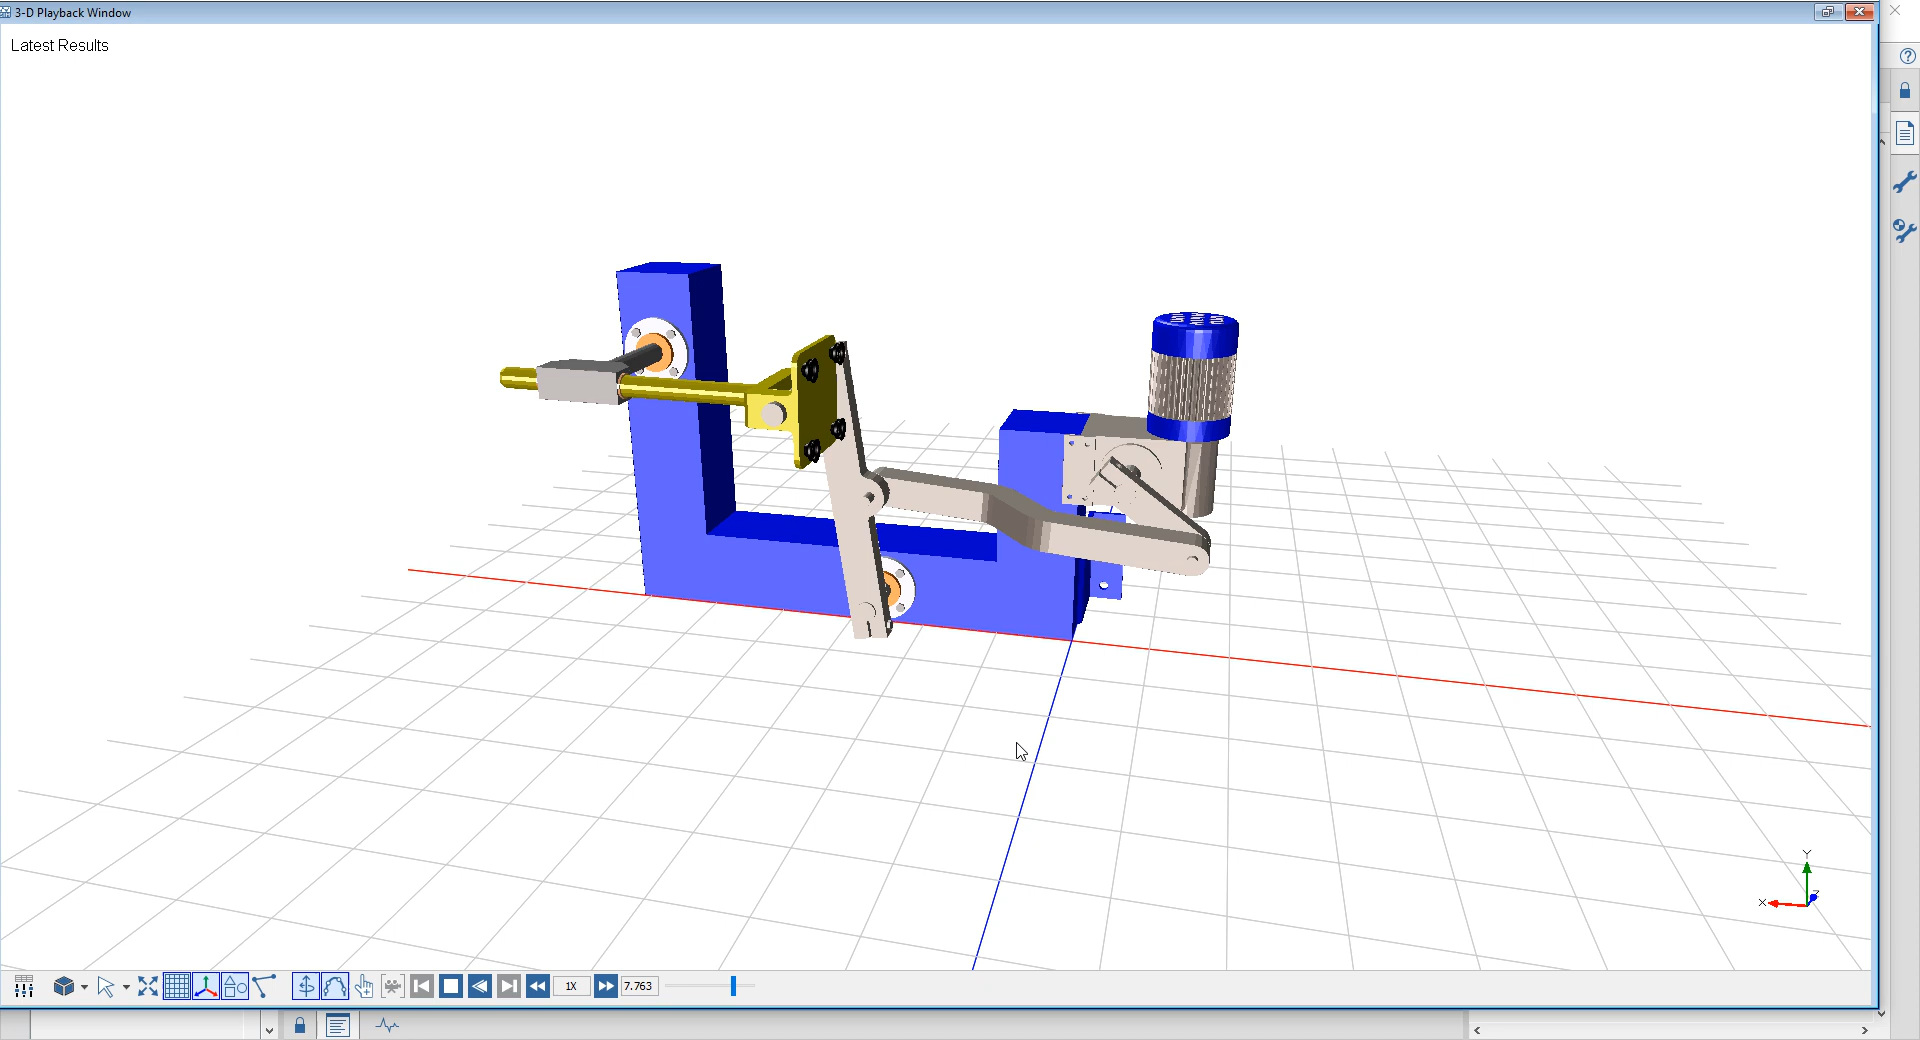 3-D Playback Window
Latest Results
Y
Z
X
1X
7.763